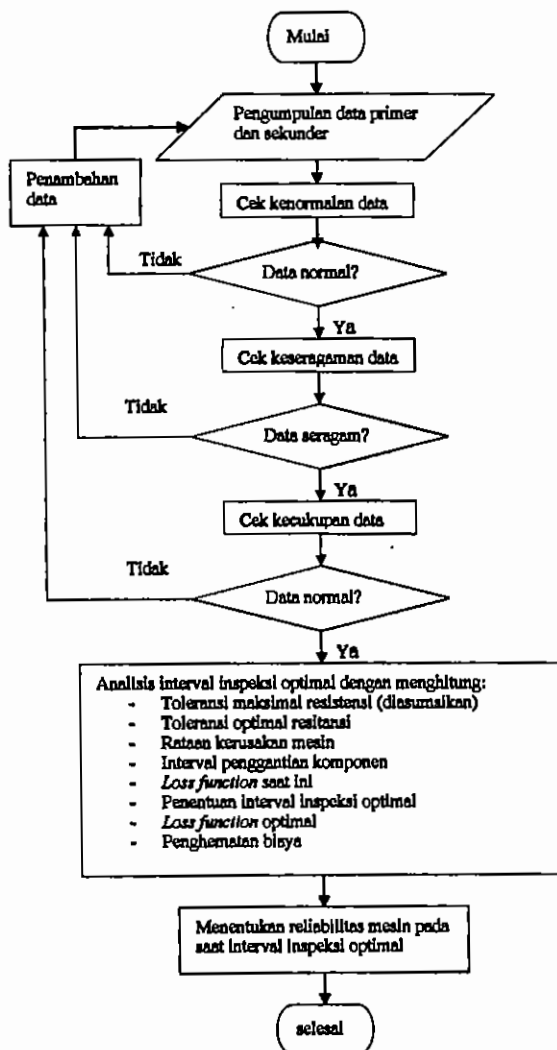 Mulai
Pengumpulan data primer
dan sekunder
Penambahan
data
Cek kenormalan data
Tidak
Data normal?
Ya
Cek keseragaman data
Tidak
Data seragam?
Ya
Cek kecukupan data
Tidak
Data normal?
Ya
Analisis interval inspeksi optimal dengan menghitung:
- Toleransi maksimal resistensi (diasumsikan)
- Toleransi optimal resitansi
- Rataan kerusakan mesin
- Interval penggantian komponen
- Loss function saat ini
- Penentuan interval inspeksi optimal
- Loss function optimal
- Penghematan biaya
Menentukan reliabilitas mesin pada
saat interval inspeksi optimal
selesai